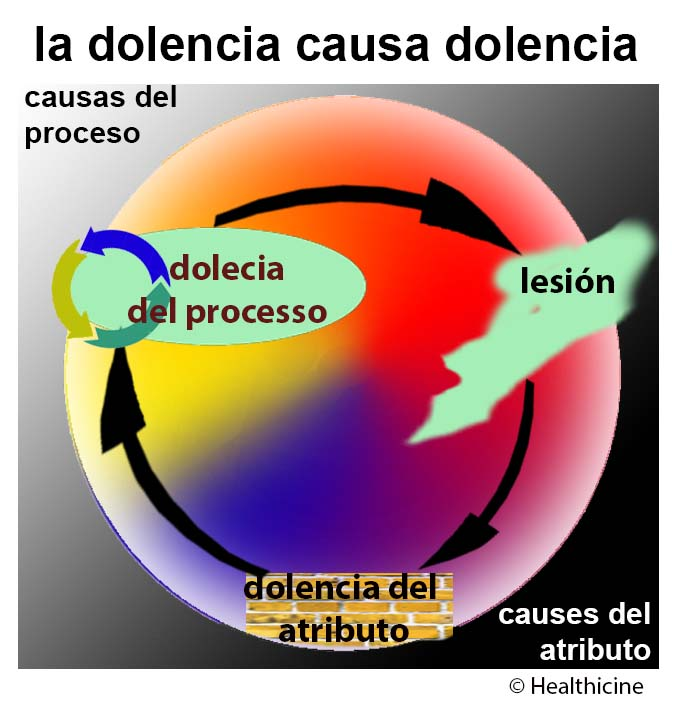 la dolencia causa dolencia
causas del
proceso
dolecia
del processo
lesión
dolencia del
atributo
causes del
atributo
© Healthicine